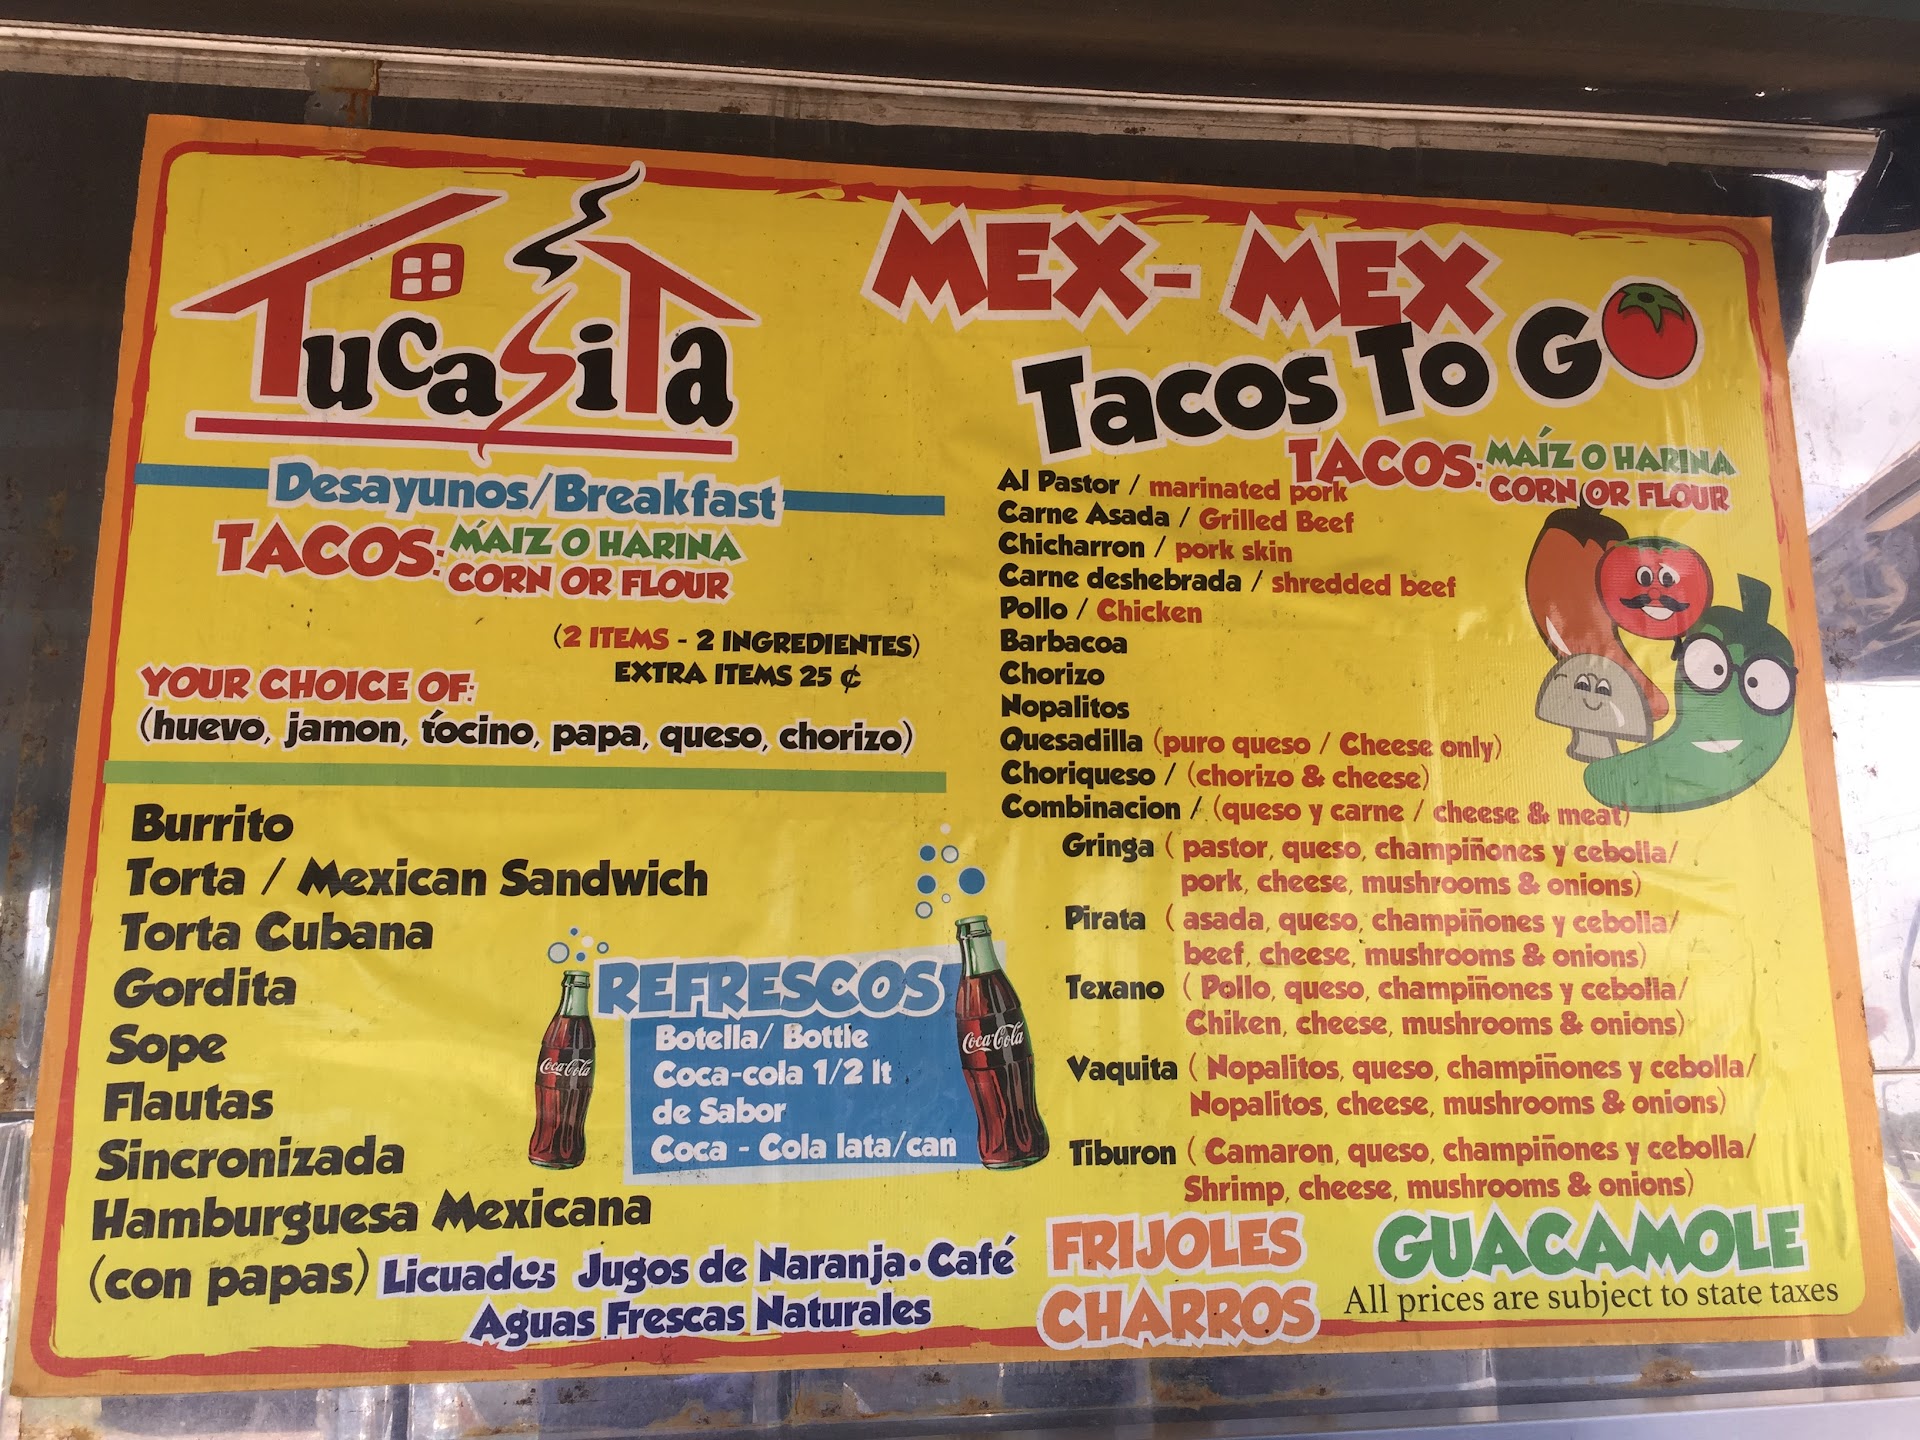 TucaSiTa
Desayunos/Breakfast
TACOS: MAÍZ O HARINA
CORN OR FLOUR
(2 ITEMS - 2 INGREDIENTES)
EXTRA ITEMS 25 ¢
YOUR CHOICE OF:
(huevo, jamon, tocino, papa, queso, chorizo)
Burrito
Torta / Mexican Sandwich
Torta Cubana
Gordita
Sope
Flautas
Sincronizada
Hamburguesa Mexicana
(con papas)
REFRESCOS
Botella/ Bottle
Coca-cola 1/2 lt
de Sabor
Coca - Cola lata/can
Coca-Cola
Coca-Cola
Licuados Jugos de Naranja • Café
Aguas Frescas Naturales
MEX-MEX
Tacos To GO
TACOS: MAÍZ O HARINA
CORN OR FLOUR
Al Pastor / marinated pork
Carne Asada / Grilled Beef
Chicharron / pork skin
Carne deshebrada / shredded beef
Pollo / Chicken
Barbacoa
Chorizo
Nopalitos
Quesadilla (puro queso / Cheese only)
Choriqueso / (chorizo & cheese)
Combinacion / (queso y carne / cheese & meat)
Gringa ( pastor, queso, champiñones y cebolla/
pork, cheese, mushrooms & onions)
Pirata ( asada, queso, champiñones y cebolla/
beef, cheese, mushrooms & onions)
Texano ( Pollo, queso, champiñones y cebolla/
Chiken, cheese, mushrooms & onions)
Vaquita ( Nopalitos, queso, champiñones y cebolla/
Nopalitos, cheese, mushrooms & onions)
Tiburon ( Camaron, queso, champiñones y cebolla/
Shrimp, cheese, mushrooms & onions)
FRIJOLES
CHARROS
GUACAMOLE
All prices are subject to state taxes